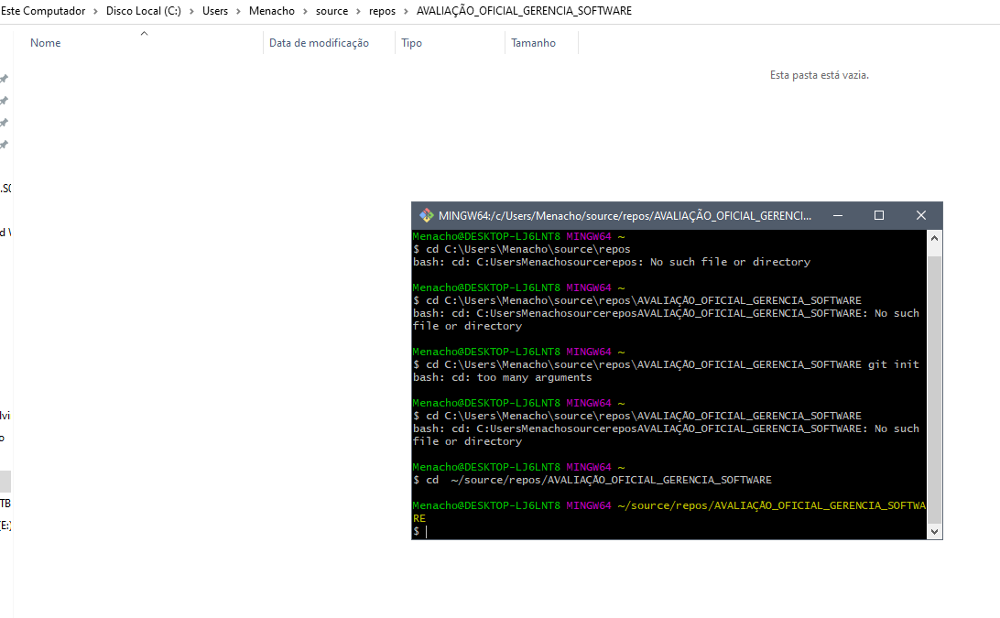 Este Computador > Disco Local (C:) > Users > Menacho > source > repos > AVALIAÇÃO_OFICIAL_GERENCIA_SOFTWARE
Nome Data de modificação Tipo Tamanho
Esta pasta está vazia.
.SO
d V
lvi
o
TB
(E:)
MINGW64:/c/Users/Menacho/source/repos/AVALIAÇÃO_OFICIAL_GERENCI...
Menacho@DESKTOP-LJ6LNT8 MINGW64 ~
$ cd C:\Users\Menacho\source\repos
bash: cd: C:UsersMenachosourcerepos: No such file or directory
Menacho@DESKTOP-LJ6LNT8 MINGW64 ~
$ cd C:\Users\Menacho\source\repos\AVALIAÇÃO_OFICIAL_GERENCIA_SOFTWARE
bash: cd: C:UsersMenachosourcereposAVALIAÇÃO_OFICIAL_GERENCIA_SOFTWARE: No such
file or directory
Menacho@DESKTOP-LJ6LNT8 MINGW64 ~
$ cd C:\Users\Menacho\source\repos\AVALIAÇÃO_OFICIAL_GERENCIA_SOFTWARE git init
bash: cd: too many arguments
Menacho@DESKTOP-LJ6LNT8 MINGW64 ~
$ cd C:\Users\Menacho\source\repos\AVALIAÇÃO_OFICIAL_GERENCIA_SOFTWARE
bash: cd: C:UsersMenachosourcereposAVALIAÇÃO_OFICIAL_GERENCIA_SOFTWARE: No such
file or directory
Menacho@DESKTOP-LJ6LNT8 MINGW64 ~
$ cd  ~/source/repos/AVALIAÇÃO_OFICIAL_GERENCIA_SOFTWARE
Menacho@DESKTOP-LJ6LNT8 MINGW64 ~/source/repos/AVALIAÇÃO_OFICIAL_GERENCIA_SOFTWA
RE
$